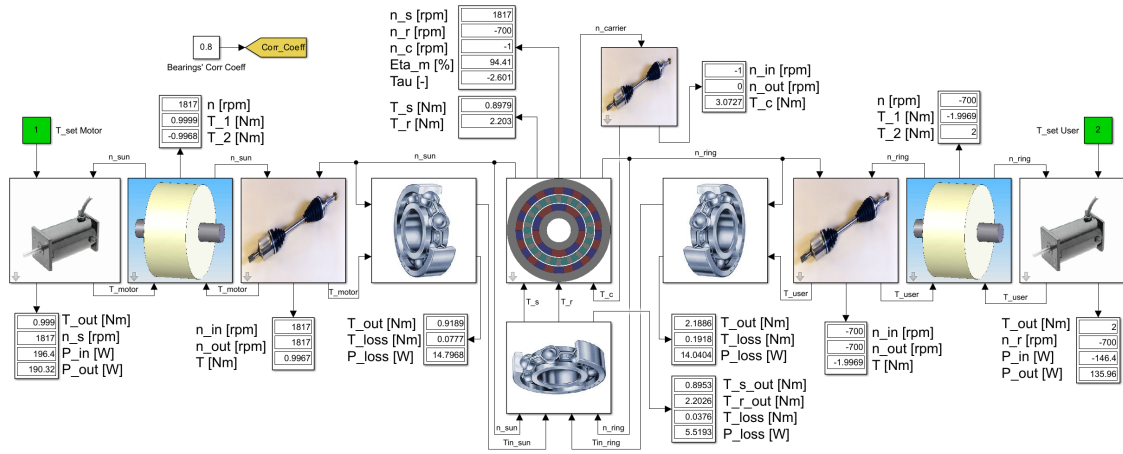 n_s [rpm] 1817
n_r [rpm] -700
n_c [rpm] -1
Eta_m [%] 94.41
Tau [-] -2.601
T_s [Nm] 0.8979
T_r [Nm] 2.203
0.8
Corr_Coeff
Bearings' Corr Coeff
n_carrier
-1 n_in [rpm]
0 n_out [rpm]
3.0727 T_c [Nm]
1817 n [rpm]
0.9999 T_1 [Nm]
-0.9968 T_2 [Nm]
n [rpm] -700
T_1 [Nm] -1.9969
T_2 [Nm] 2
1
T_set Motor
T_set User
2
n_sun
n_sun
n_sun
n_ring
n_ring
n_ring
T_motor
T_motor
T_motor
T_s
T_r
T_c
T_user
T_user
T_user
0.999 T_out [Nm]
1817 n_s [rpm]
196.4 P_in [W]
190.32 P_out [W]
n_in [rpm] 1817
n_out [rpm] 1817
T [Nm] 0.9967
T_out [Nm] 0.9189
T_loss [Nm] 0.0777
P_loss [W] 14.7968
2.1886 T_out [Nm]
0.1918 T_loss [Nm]
14.0404 P_loss [W]
-700 n_in [rpm]
-700 n_out [rpm]
-1.9969 T [Nm]
T_out [Nm] 2
n_r [rpm] -700
P_in [W] -146.4
P_out [W] 135.96
0.8953 T_s_out [Nm]
2.2026 T_r_out [Nm]
0.0376 T_loss [Nm]
5.5193 P_loss [W]
n_sun
n_ring
Tin_sun
Tin_ring